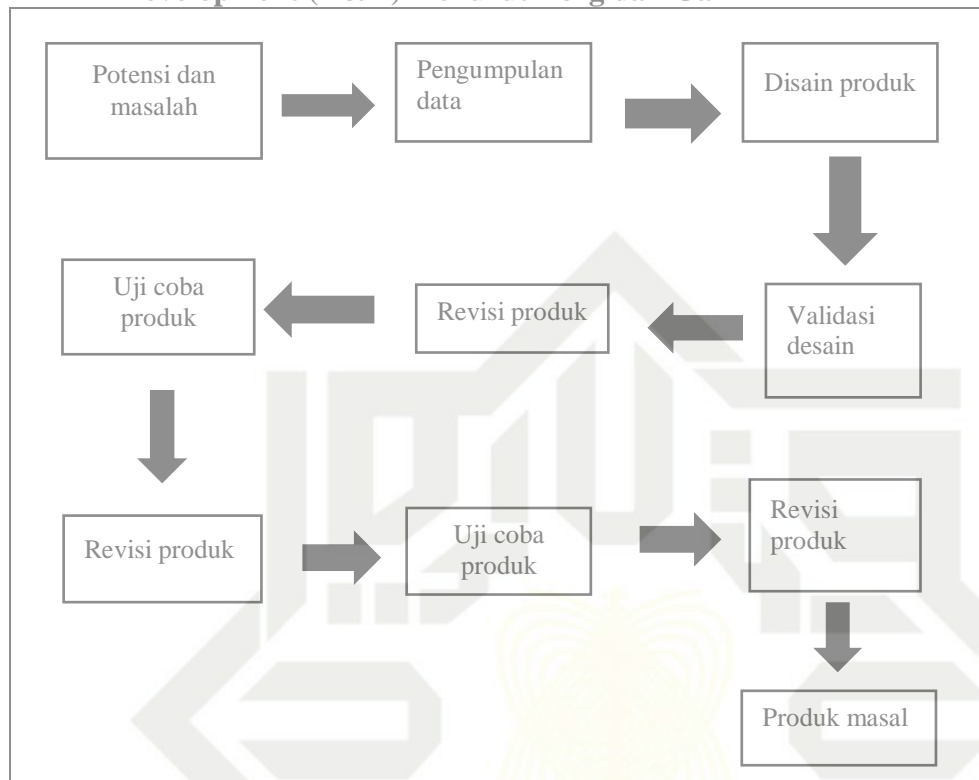 Potensi dan
masalah
Pengumpulan
data
Disain produk
Uji coba
produk
Revisi produk
Validasi
desain
Revisi produk
Uji coba
produk
Revisi
produk
Produk masal